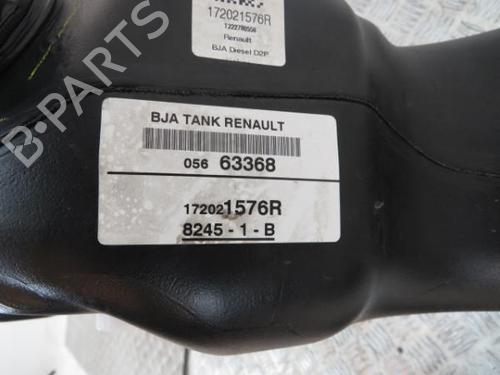 172021576R
Renault
BJA Diesel D2P
BJA TANK RENAULT
056 63368
172021576R
8245 - 1 - B
B-PARTS